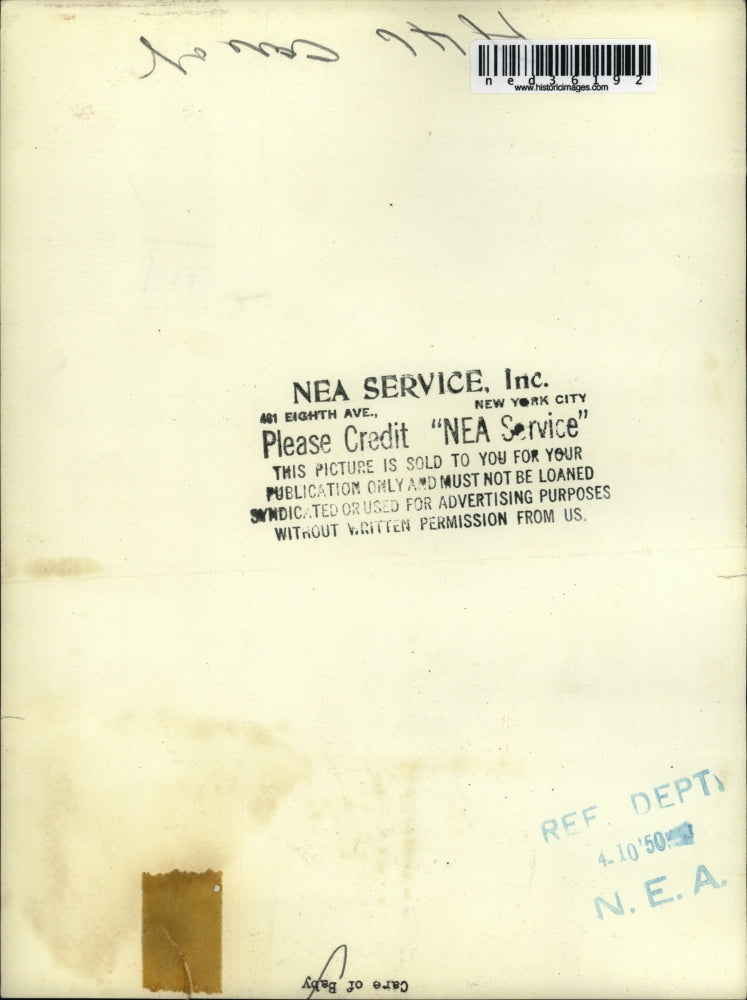 ned36192
www.historicimages.com
NEA SERVICE, Inc.
461 EIGHTH AVE., NEW YORK CITY
Please Credit "NEA Service"
THIS PICTURE IS SOLD TO YOU FOR YOUR
PUBLICATION ONLY AND MUST NOT BE LOANED
SYNDICATED OR USED FOR ADVERTISING PURPOSES
WITHOUT WRITTEN PERMISSION FROM US.
REF. DEPT.
4-10'50
N. E. A.
Care of Baby